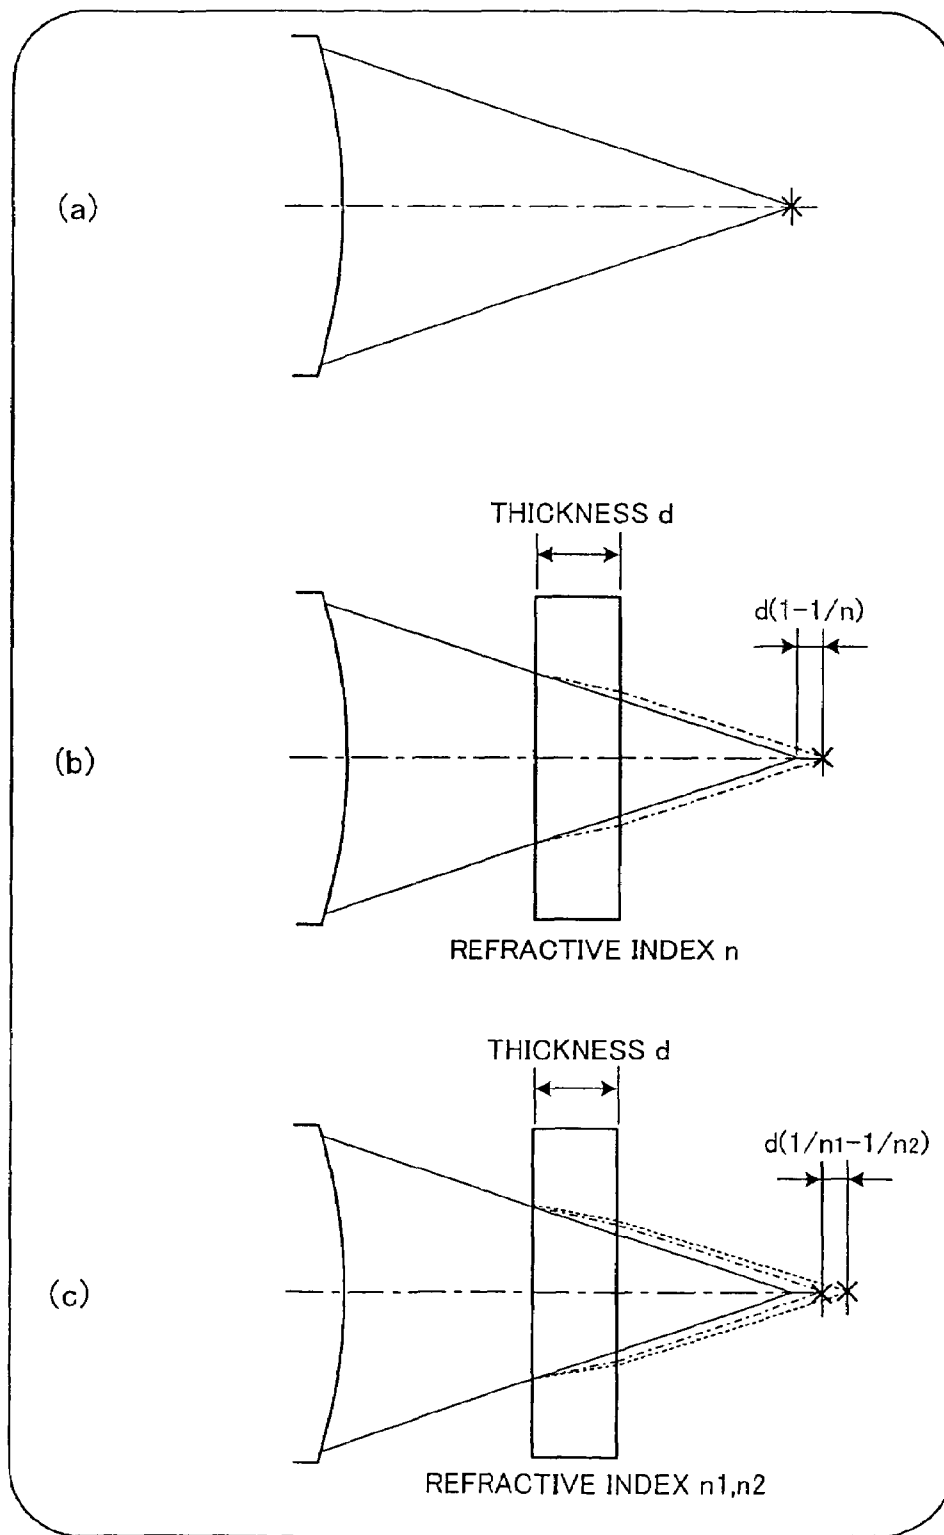 (a)
THICKNESS d
d(1-1/n)
(b)
REFRACTIVE INDEX n
THICKNESS d
d(1/n1-1/n2)
(c)
REFRACTIVE INDEX n1,n2